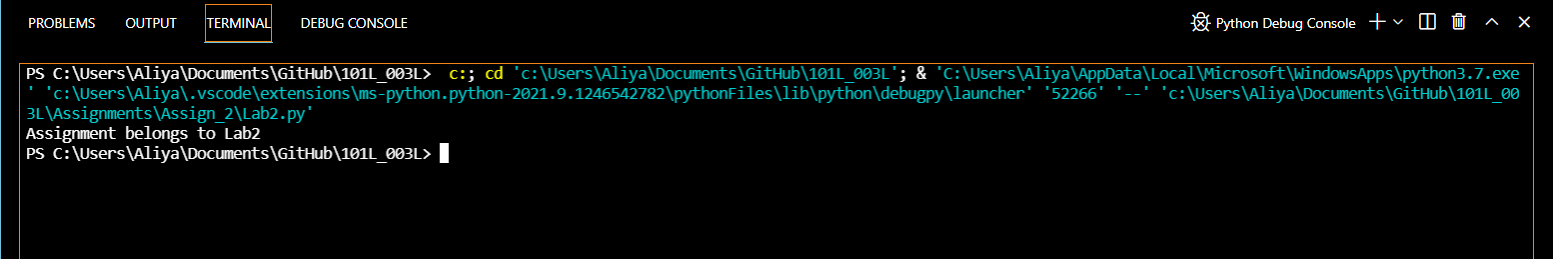 PROBLEMS OUTPUT TERMINAL DEBUG CONSOLE Python Debug Console
PS C:\Users\Aliya\Documents\GitHub\101L_003L>  c:; cd 'c:\Users\Aliya\Documents\GitHub\101L_003L'; & 'C:\Users\Aliya\AppData\Local\Microsoft\WindowsApps\python3.7.exe
' 'c:\Users\Aliya\.vscode\extensions\ms-python.python-2021.9.1246542782\pythonFiles\lib\python\debugpy\launcher' '52266' '--' 'c:\Users\Aliya\Documents\GitHub\101L_00
3L\Assignments\Assign_2\Lab2.py'
Assignment belongs to Lab2
PS C:\Users\Aliya\Documents\GitHub\101L_003L>